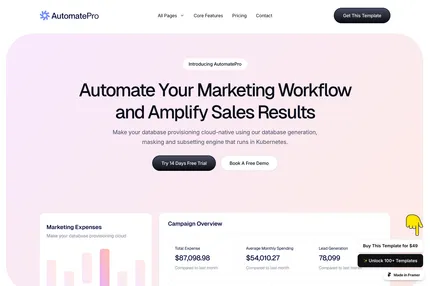 AutomatePro
All Pages
Core Features
Pricing
Contact
Get This Template
Introducing AutomatePro
Automate Your Marketing Workflow
and Amplify Sales Results
Make your database provisioning cloud-native using our database generation,
masking and subsetting engine that runs in Kubernetes.
Try 14 Days Free Trial
Book A Free Demo
Marketing Expenses
Make your database provisioning cloud
Campaign Overview
Total Expense
$87,098.98
Compared to last month
Average Monthly Spending
$54,010.27
Compared to last month
Lead Generation
78,099
Compared to last month
Buy This Template for $49
Unlock 100+ Templates
Made in Framer